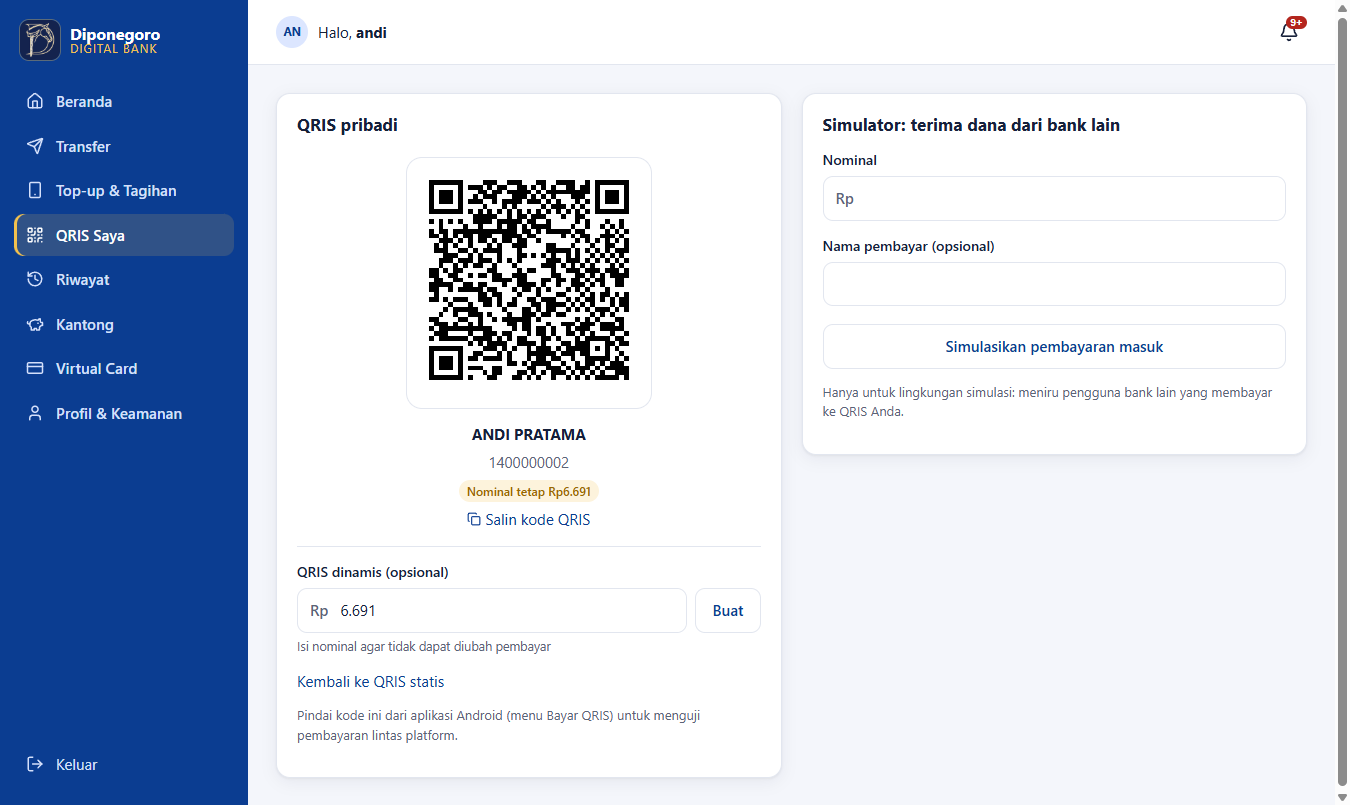 Diponegoro
DIGITAL BANK
Beranda
Transfer
Top-up & Tagihan
QRIS Saya
Riwayat
Kantong
Virtual Card
Profil & Keamanan
Keluar
AN
Halo, andi
9+
QRIS pribadi
ANDI PRATAMA
1400000002
Nominal tetap Rp6.691
Salin kode QRIS
QRIS dinamis (opsional)
Rp 6.691
Buat
Isi nominal agar tidak dapat diubah pembayar
Kembali ke QRIS statis
Pindai kode ini dari aplikasi Android (menu Bayar QRIS) untuk menguji
pembayaran lintas platform.
Simulator: terima dana dari bank lain
Nominal
Rp
Nama pembayar (opsional)
Simulasikan pembayaran masuk
Hanya untuk lingkungan simulasi: meniru pengguna bank lain yang membayar
ke QRIS Anda.